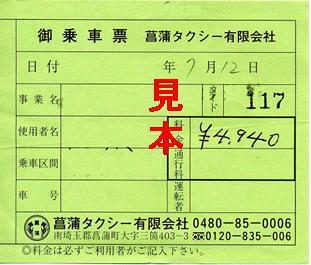 御乗車票 菖蒲タクシー有限会社
日付 年7月12日
事業名 117
使用者名 料金 ¥4,940
乗車区間 通行料
車号 運転者
見本
菖蒲タクシー有限会社 0480-85-0006
南埼玉郡菖蒲町大字三箇403-3 0120-835-006
◎料金は必ずご利用者がご記入下さい。